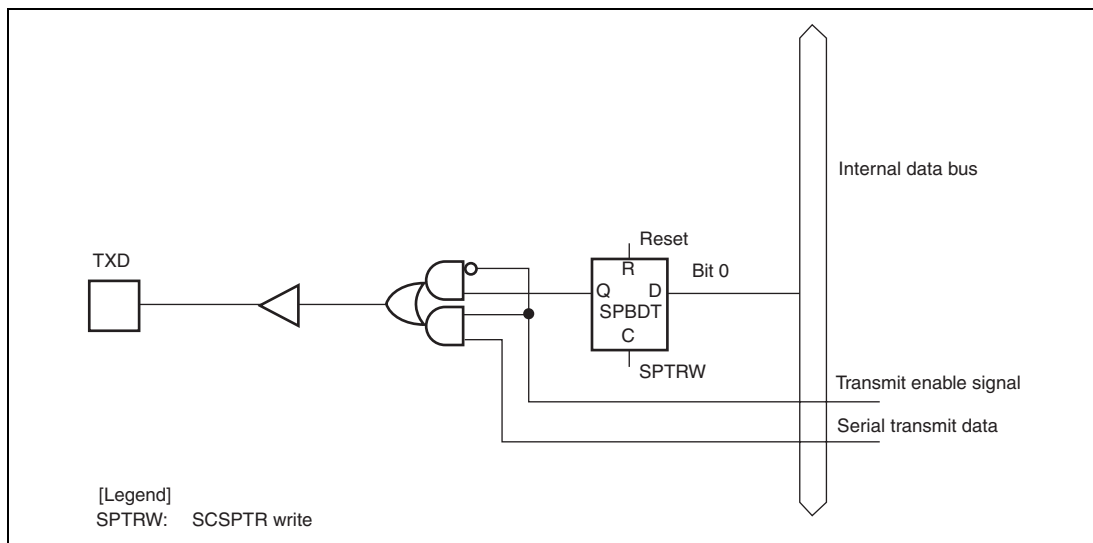 Internal data bus
Reset
TXD
R
Bit 0
Q D
SPBDT
C
SPTRW
Transmit enable signal
Serial transmit data
[Legend]
SPTRW: SCSPTR write